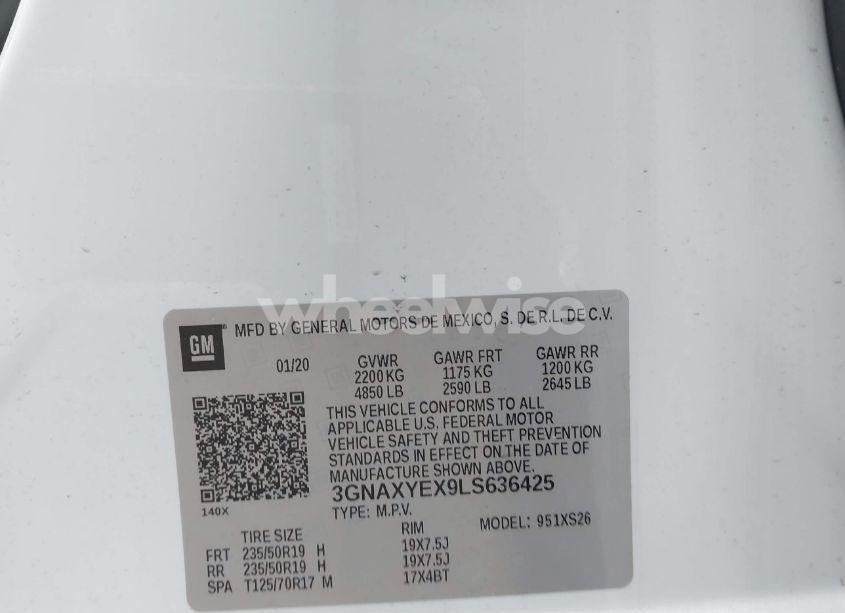 wheelwise
GM
MFD BY GENERAL MOTORS DE MEXICO, S. DE R.L. DE C.V.
01/20 GVWR GAWR FRT GAWR RR
2200 KG 1175 KG 1200 KG
4850 LB 2590 LB 2645 LB
THIS VEHICLE CONFORMS TO ALL
APPLICABLE U.S. FEDERAL MOTOR
VEHICLE SAFETY AND THEFT PREVENTION
STANDARDS IN EFFECT ON THE DATE OF
MANUFACTURE SHOWN ABOVE.
3GNAXYEX9LS636425
140X
TYPE: M.P.V. MODEL: 951XS26
TIRE SIZE RIM
FRT 235/50R19 H 19X7.5J
RR 235/50R19 H 19X7.5J
SPA T125/70R17 M 17X4BT